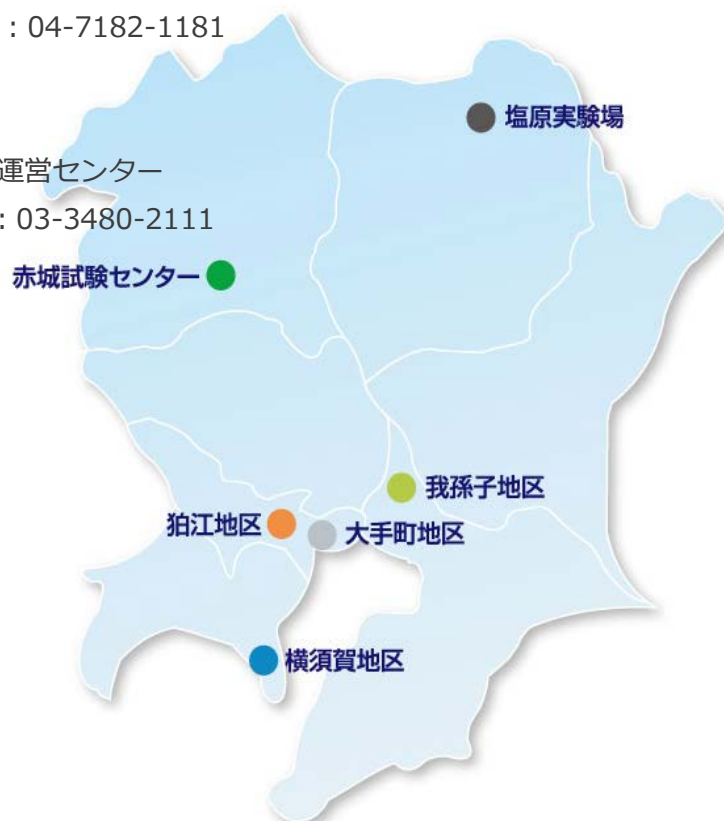 : 04-7182-1181
塩原実験場
運営センター
: 03-3480-2111
赤城試験センター
我孫子地区
狛江地区
大手町地区
横須賀地区